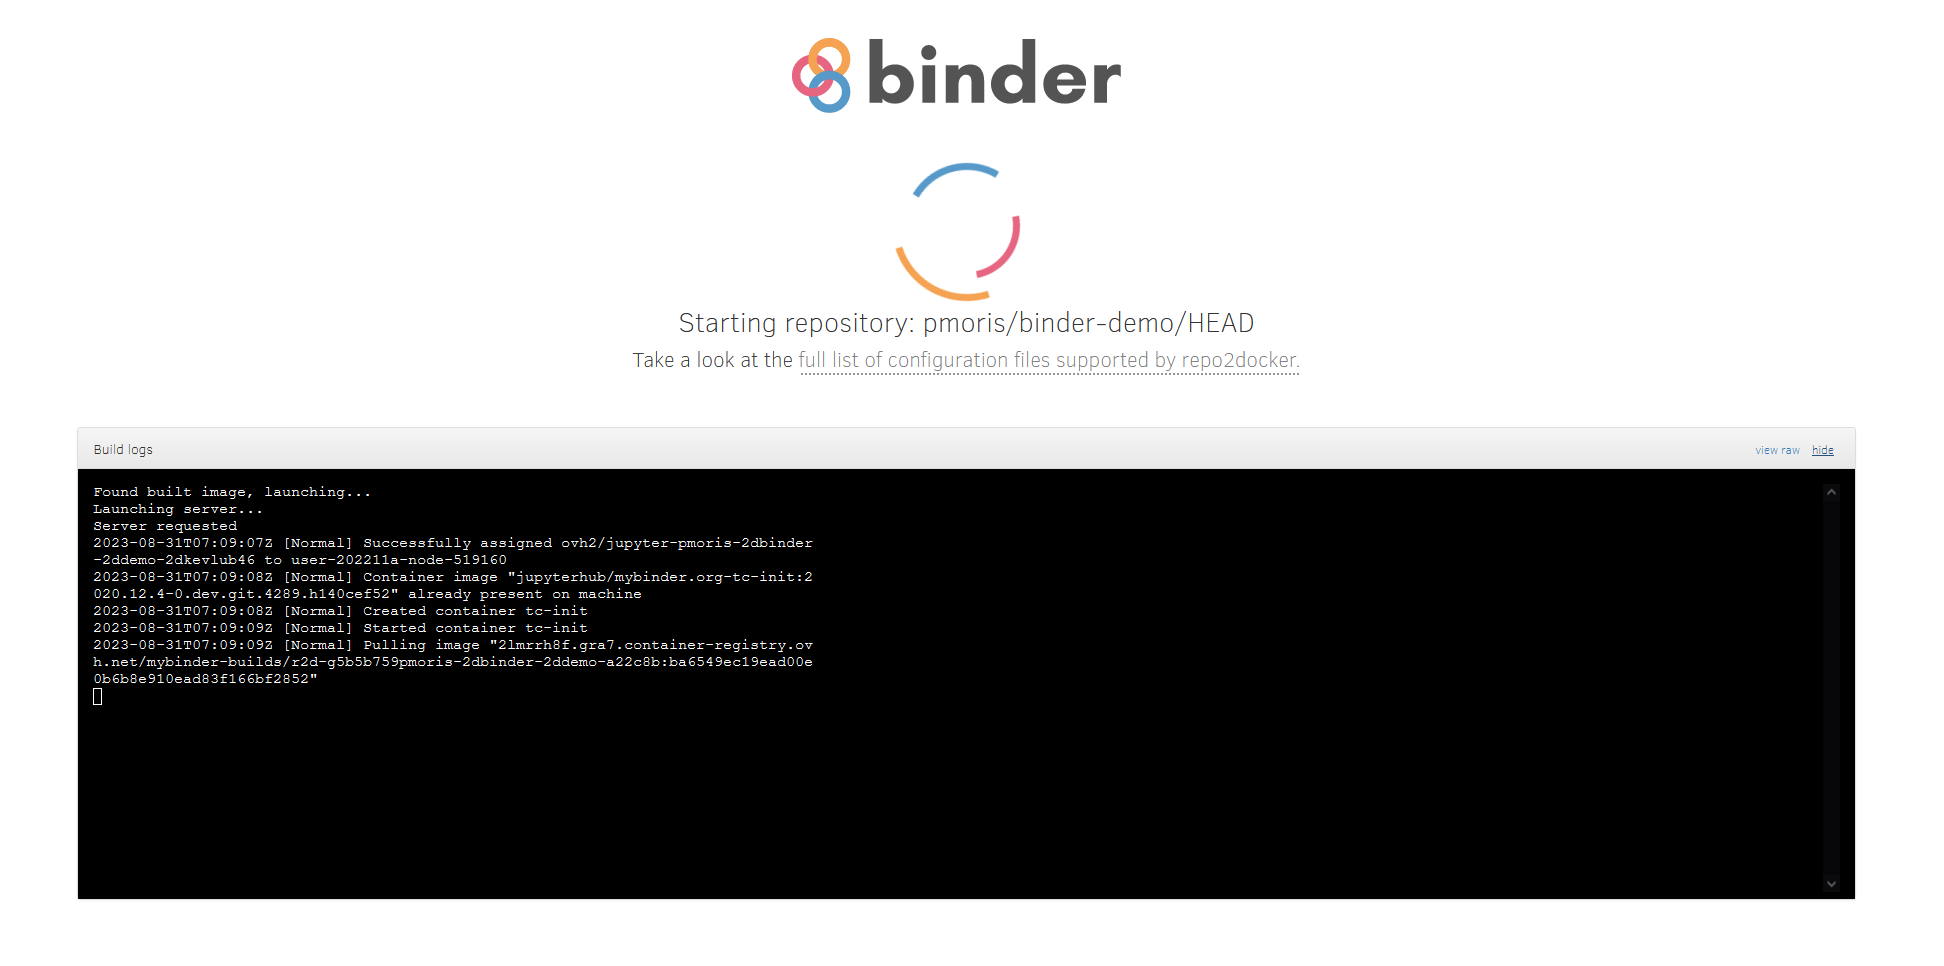 binder
Starting repository: pmoris/binder-demo/HEAD
Take a look at the full list of configuration files supported by repo2docker.
Build logs
view raw hide
Found built image, launching...
Launching server...
Server requested
2023-08-31T07:09:07Z [Normal] Successfully assigned ovh2/jupyter-pmoris-2dbinder
-2ddemo-2dkevlub46 to user-202211a-node-519160
2023-08-31T07:09:08Z [Normal] Container image "jupyterhub/mybinder.org-tc-init:2
020.12.4-0.dev.git.4289.h140cef52" already present on machine
2023-08-31T07:09:08Z [Normal] Created container tc-init
2023-08-31T07:09:09Z [Normal] Started container tc-init
2023-08-31T07:09:09Z [Normal] Pulling image "2lmrrh8f.gra7.container-registry.ov
h.net/mybinder-builds/r2d-g5b5b759pmoris-2dbinder-2ddemo-a22c8b:ba6549ec19ead00e
0b6b8e910ead83f166bf2852"